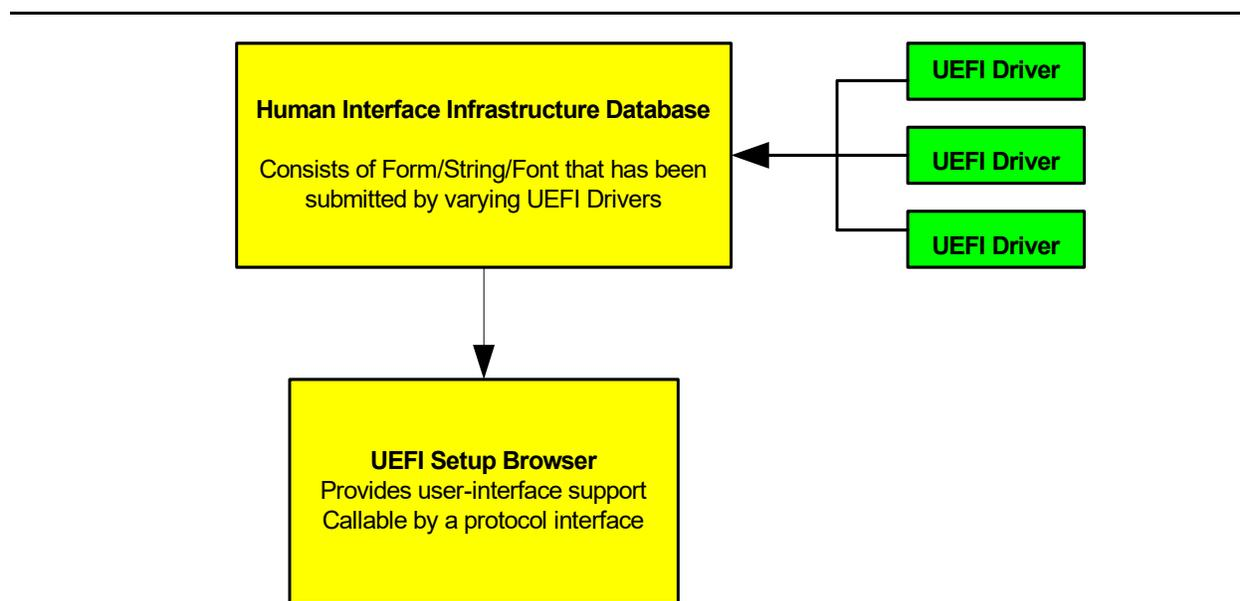 Human Interface Infrastructure Database
Consists of Form/String/Font that has been
submitted by varying UEFI Drivers
UEFI Driver
UEFI Driver
UEFI Driver
UEFI Setup Browser
Provides user-interface support
Callable by a protocol interface